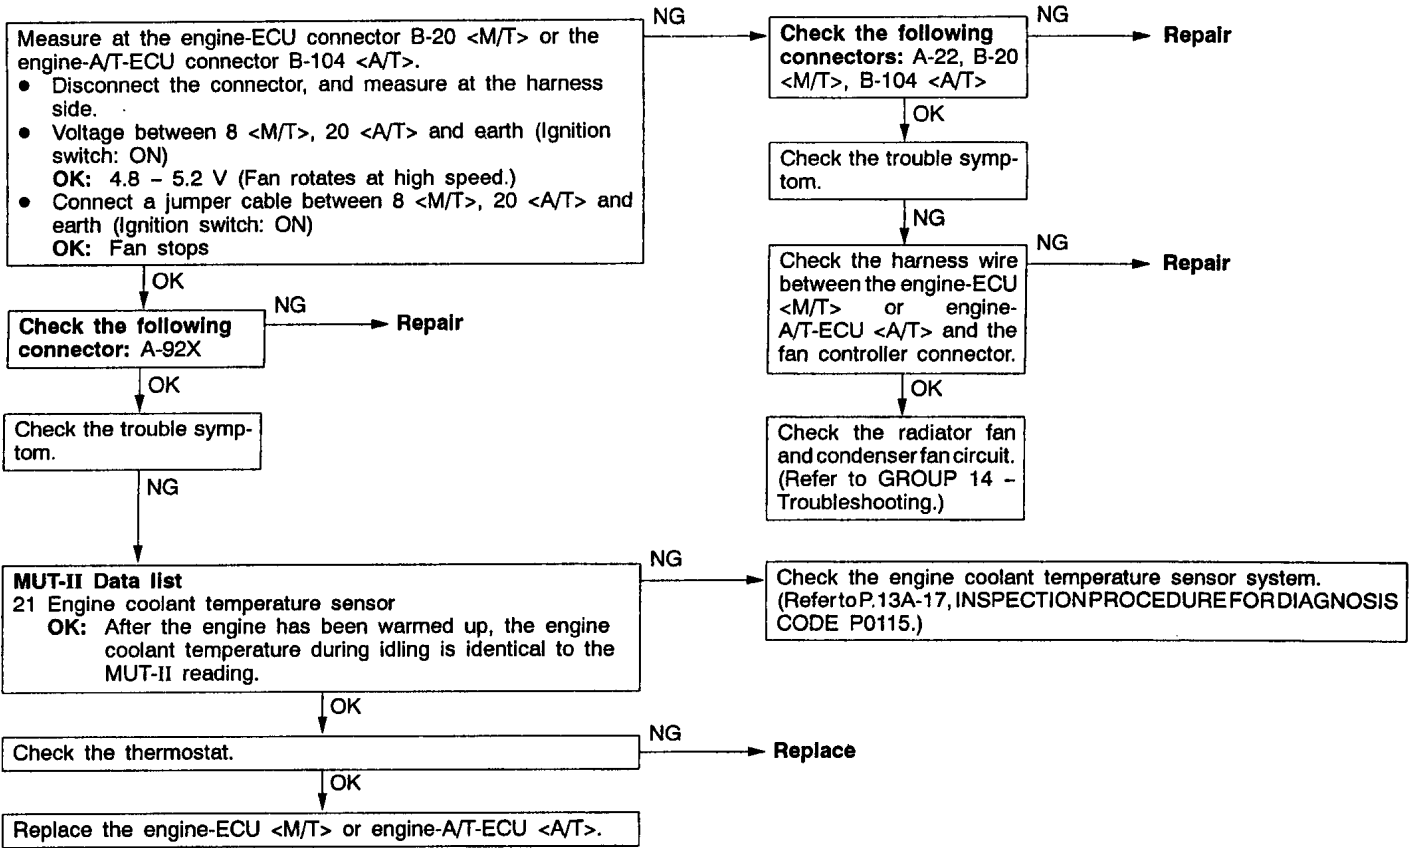 Measure at the engine-ECU connector B-20 <M/T> or the
engine-A/T-ECU connector B-104 <A/T>.
● Disconnect the connector, and measure at the harness
side.
● Voltage between 8 <M/T>, 20 <A/T> and earth (Ignition
switch: ON)
OK: 4.8 – 5.2 V (Fan rotates at high speed.)
● Connect a jumper cable between 8 <M/T>, 20 <A/T> and
earth (Ignition switch: ON)
OK: Fan stops
NG
Check the following
connectors: A-22, B-20
<M/T>, B-104 <A/T>
NG
Repair
OK
Check the trouble symp-
tom.
NG
Check the harness wire
between the engine-ECU
<M/T> or engine-
A/T-ECU <A/T> and the
fan controller connector.
NG
Repair
OK
Check the radiator fan
and condenser fan circuit.
(Refer to GROUP 14 –
Troubleshooting.)
OK
Check the following
connector: A-92X
NG
Repair
OK
Check the trouble symp-
tom.
NG
MUT-II Data list
21 Engine coolant temperature sensor
OK: After the engine has been warmed up, the engine
coolant temperature during idling is identical to the
MUT-II reading.
NG
Check the engine coolant temperature sensor system.
(Refer to P.13A-17, INSPECTION PROCEDURE FOR DIAGNOSIS
CODE P0115.)
OK
Check the thermostat.
NG
Replace
OK
Replace the engine-ECU <M/T> or engine-A/T-ECU <A/T>.